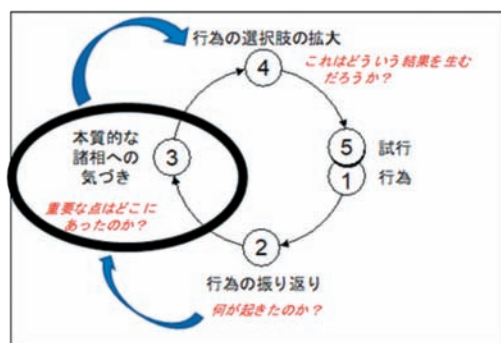 行為の選択肢の拡大
4
これはどういう結果を生む
だろうか?
本質的な
諸相への
気づき
3
重要な点はどこに
あったのか?
5
試行
1
行為
2
行為の振り返り
何が起きたのか?